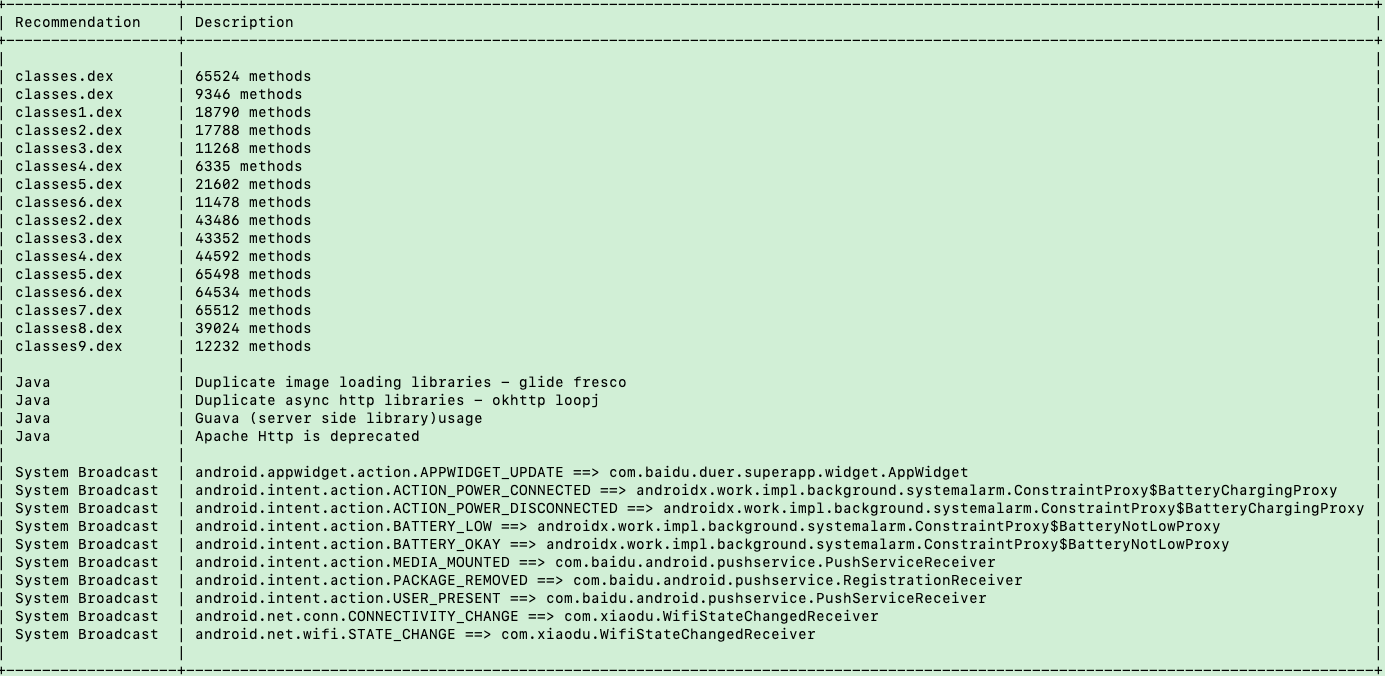 Recommendation | Description
classes.dex | 65524 methods
classes.dex | 9346 methods
classes1.dex | 18790 methods
classes2.dex | 17788 methods
classes3.dex | 11268 methods
classes4.dex | 6335 methods
classes5.dex | 21602 methods
classes6.dex | 11478 methods
classes2.dex | 43486 methods
classes3.dex | 43352 methods
classes4.dex | 44592 methods
classes5.dex | 65498 methods
classes6.dex | 64534 methods
classes7.dex | 65512 methods
classes8.dex | 39024 methods
classes9.dex | 12232 methods
Java | Duplicate image loading libraries - glide fresco
Java | Duplicate async http libraries - okhttp loopj
Java | Guava (server side library)usage
Java | Apache Http is deprecated
System Broadcast | android.appwidget.action.APPWIDGET_UPDATE ==> com.baidu.duer.superapp.widget.AppWidget
System Broadcast | android.intent.action.ACTION_POWER_CONNECTED ==> androidx.work.impl.background.systemalarm.ConstraintProxy$BatteryChargingProxy
System Broadcast | android.intent.action.ACTION_POWER_DISCONNECTED ==> androidx.work.impl.background.systemalarm.ConstraintProxy$BatteryChargingProxy
System Broadcast | android.intent.action.BATTERY_LOW ==> androidx.work.impl.background.systemalarm.ConstraintProxy$BatteryNotLowProxy
System Broadcast | android.intent.action.BATTERY_OKAY ==> androidx.work.impl.background.systemalarm.ConstraintProxy$BatteryNotLowProxy
System Broadcast | android.intent.action.MEDIA_MOUNTED ==> com.baidu.android.pushservice.PushServiceReceiver
System Broadcast | android.intent.action.PACKAGE_REMOVED ==> com.baidu.android.pushservice.RegistrationReceiver
System Broadcast | android.intent.action.USER_PRESENT ==> com.baidu.android.pushservice.PushServiceReceiver
System Broadcast | android.net.conn.CONNECTIVITY_CHANGE ==> com.xiaodu.WifiStateChangedReceiver
System Broadcast | android.net.wifi.STATE_CHANGE ==> com.xiaodu.WifiStateChangedReceiver